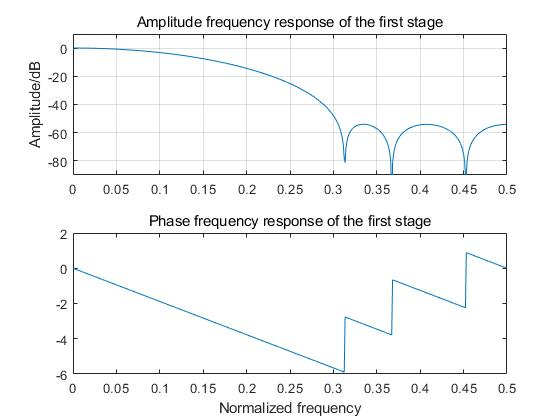 Amplitude frequency response of the first stage
0
-20
-40
-60
-80
Amplitude/dB
0 0.05 0.1 0.15 0.2 0.25 0.3 0.35 0.4 0.45 0.5
Phase frequency response of the first stage
2
0
-2
-4
-6
0 0.05 0.1 0.15 0.2 0.25 0.3 0.35 0.4 0.45 0.5
Normalized frequency